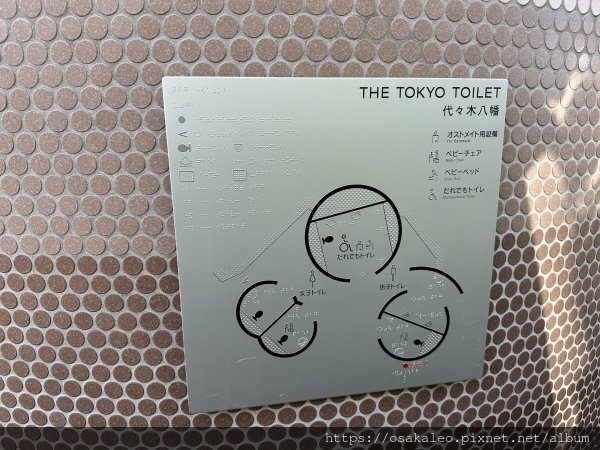 THE TOKYO TOILET
代々木八幡
オストメイト用設備
For Ostomate
ベビーチェア
Baby Chair
ベビーベッド
Baby Bed
だれでもトイレ
だれでもトイレ
女子トイレ
男子トイレ
https://osakaleo.pixnet.net/album